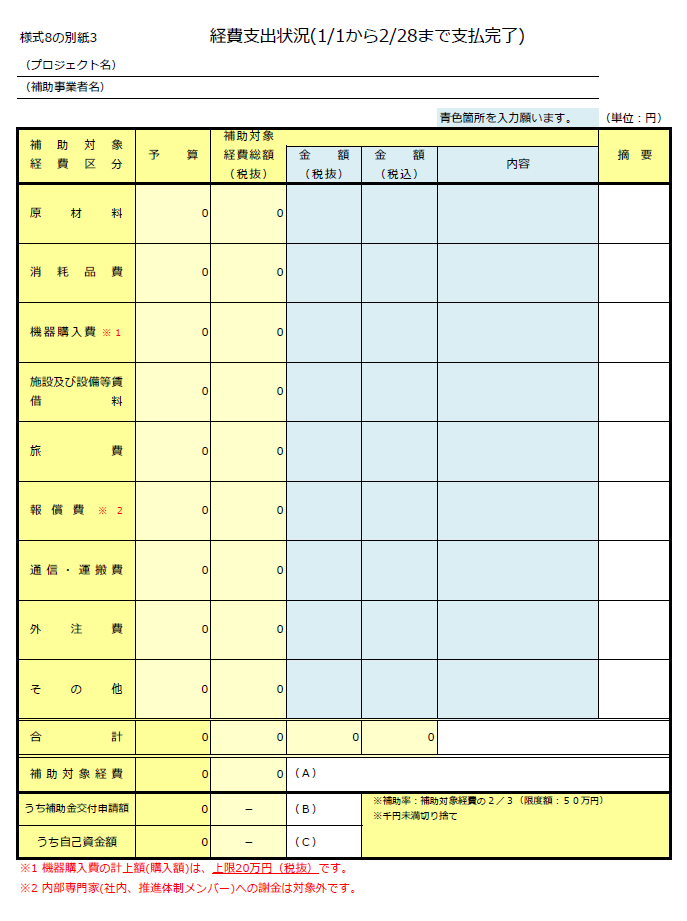 様式8の別紙3
経費支出状況(1/1から2/28まで支払完了)
（プロジェクト名）
（補助事業者名）
青色箇所を入力願います。 （単位：円）
補助対象経費区分 予算 補助対象経費総額（税抜） 金額（税抜） 金額（税込） 内容 摘要
原材料 0 0
消耗品費 0 0
機器購入費 ※1 0 0
施設及び設備等賃借料 0 0
旅費 0 0
報償費 ※2 0 0
通信・運搬費 0 0
外注費 0 0
その他 0 0
合計 0 0 0 0
補助対象経費 0 0 （A）
うち補助金交付申請額 0 － （B） ※補助率：補助対象経費の２／３（限度額：５０万円）
※千円未満切り捨て
うち自己資金額 0 － （C）
※1 機器購入費の計上額(購入額)は、上限20万円（税抜）です。
※2 内部専門家(社内、推進体制メンバー)への謝金は対象外です。